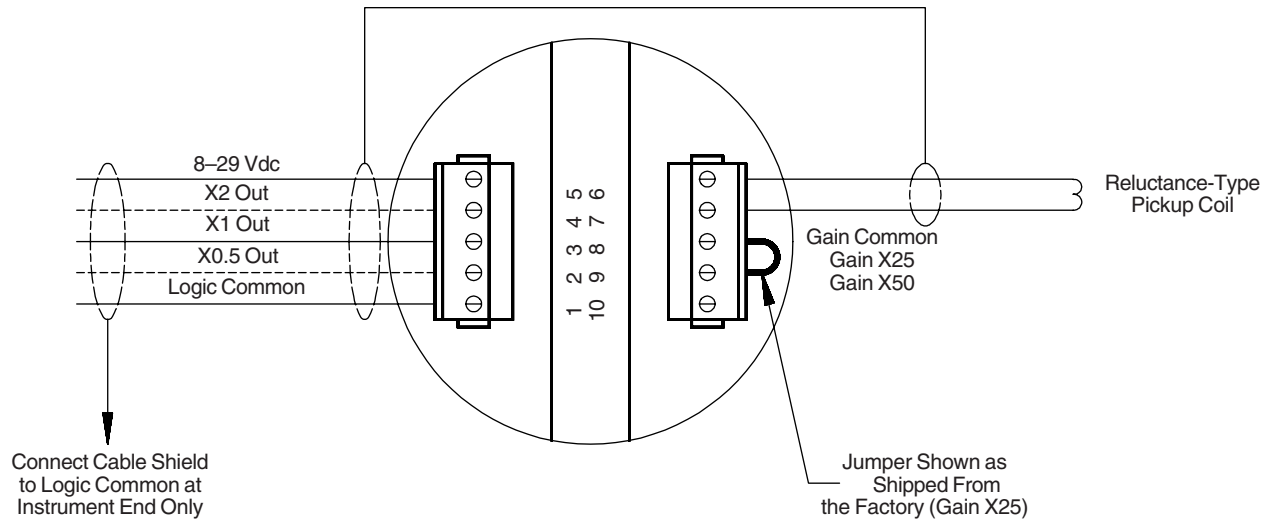 8–29 Vdc
X2 Out
X1 Out
X0.5 Out
Logic Common
5 6
4 7
3 8
2 9
1 10
Gain Common
Gain X25
Gain X50
Reluctance-Type
Pickup Coil
Connect Cable Shield
to Logic Common at
Instrument End Only
Jumper Shown as
Shipped From
the Factory (Gain X25)